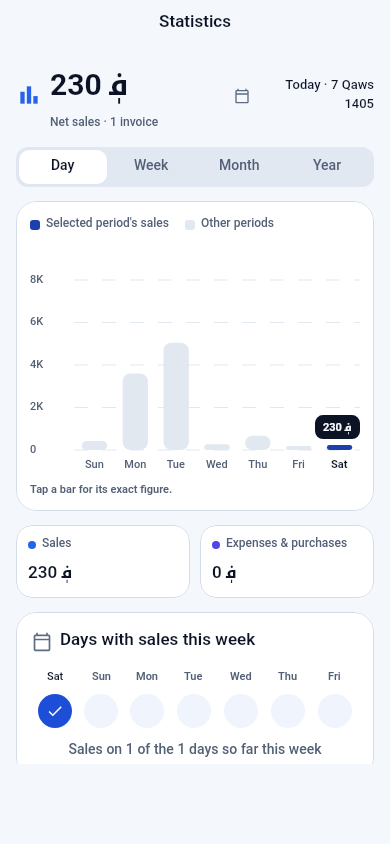 Statistics
230 ؋
Net sales · 1 invoice
Today · 7 Qaws
1405
Day
Week
Month
Year
Selected period's sales
Other periods
8K
6K
4K
2K
0
230 ؋
Sun
Mon
Tue
Wed
Thu
Fri
Sat
Tap a bar for its exact figure.
Sales
230 ؋
Expenses & purchases
0 ؋
Days with sales this week
Sat
Sun
Mon
Tue
Wed
Thu
Fri
Sales on 1 of the 1 days so far this week